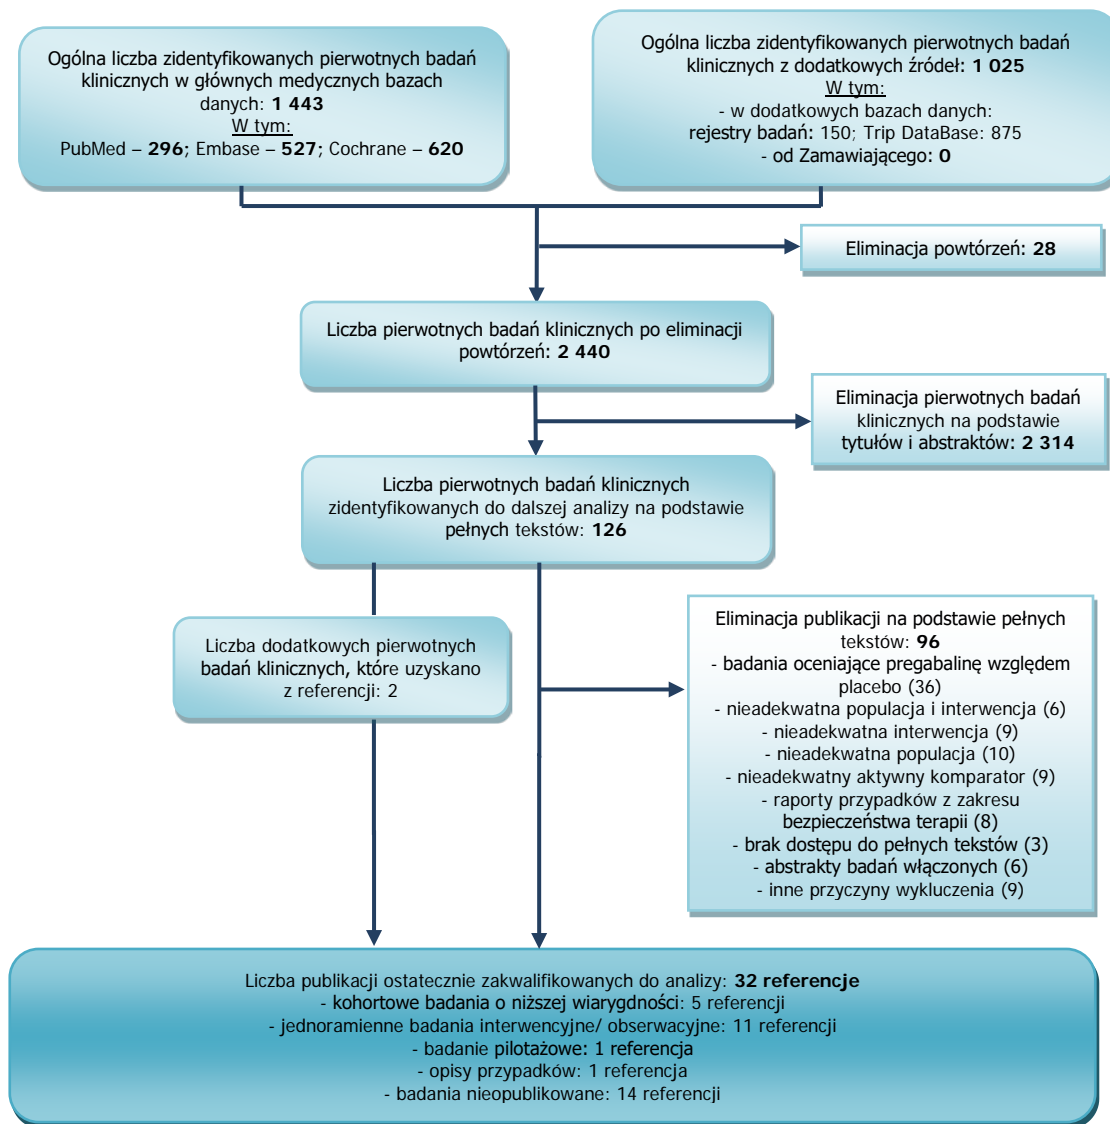 Ogólna liczba zidentyfikowanych pierwotnych badań
klinicznych w głównych medycznych bazach
danych: 1 443
W tym:
PubMed – 296; Embase – 527; Cochrane – 620
Ogólna liczba zidentyfikowanych pierwotnych badań
klinicznych z dodatkowych źródeł: 1 025
W tym:
- w dodatkowych bazach danych:
rejestry badań: 150; Trip DataBase: 875
- od Zamawiającego: 0
Eliminacja powtórzeń: 28
Liczba pierwotnych badań klinicznych po eliminacji
powtórzeń: 2 440
Eliminacja pierwotnych badań
klinicznych na podstawie
tytułów i abstraktów: 2 314
Liczba pierwotnych badań klinicznych
zidentyfikowanych do dalszej analizy na podstawie
pełnych tekstów: 126
Liczba dodatkowych pierwotnych
badań klinicznych, które uzyskano
z referencji: 2
Eliminacja publikacji na podstawie pełnych
tekstów: 96
- badania oceniające pregabalinę względem
placebo (36)
- nieadekwatna populacja i interwencja (6)
- nieadekwatna interwencja (9)
- nieadekwatna populacja (10)
- nieadekwatny aktywny komparator (9)
- raporty przypadków z zakresu
bezpieczeństwa terapii (8)
- brak dostępu do pełnych tekstów (3)
- abstrakty badań włączonych (6)
- inne przyczyny wykluczenia (9)
Liczba publikacji ostatecznie zakwalifikowanych do analizy: 32 referencje
- kohortowe badania o niższej wiarygdności: 5 referencji
- jednoramienne badania interwencyjne/ obserwacyjne: 11 referencji
- badanie pilotażowe: 1 referencja
- opisy przypadków: 1 referencja
- badania nieopublikowane: 14 referencji